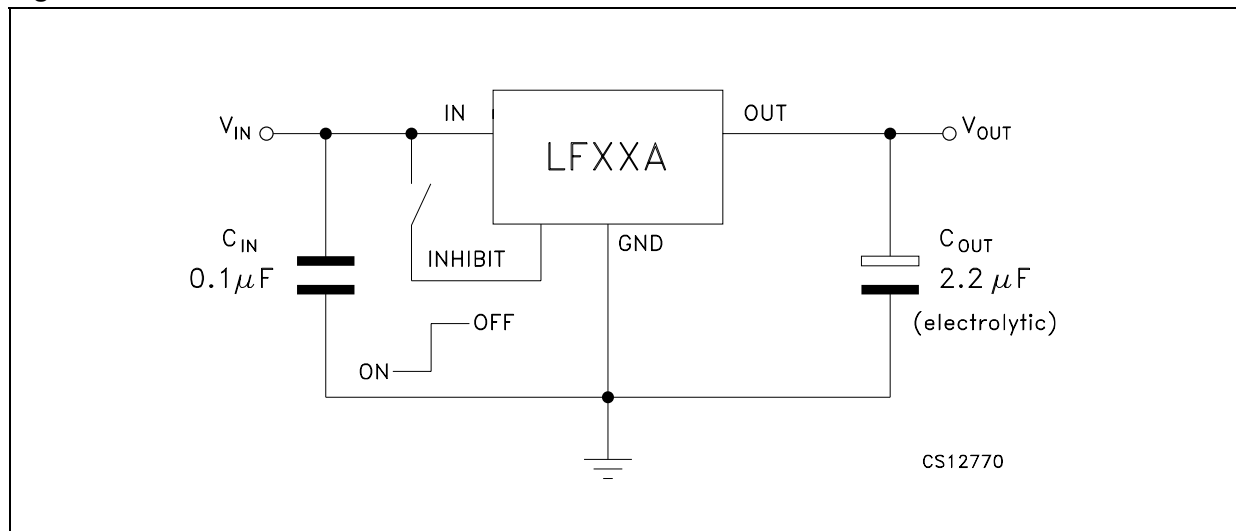 IN
OUT
V_IN
V_OUT
LFXXA
GND
C_IN
0.1μF
INHIBIT
C_OUT
2.2 μF
(electrolytic)
OFF
ON
CS12770